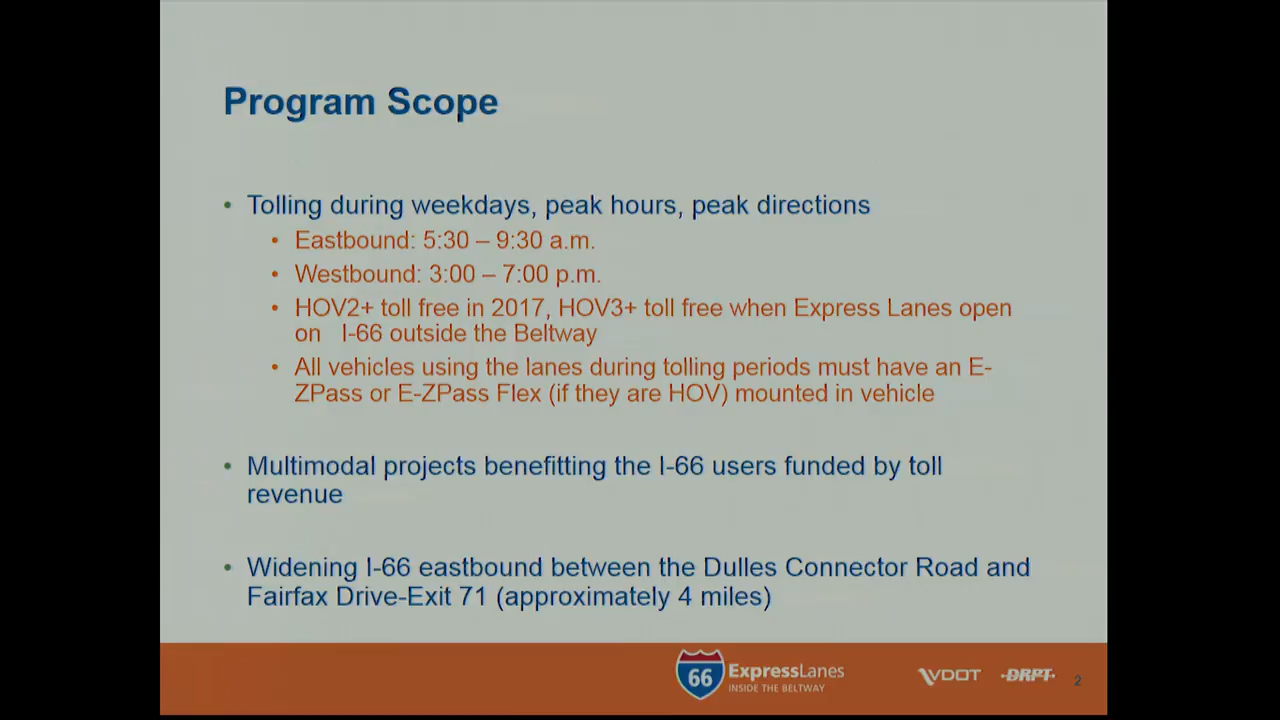 Program Scope
• Tolling during weekdays, peak hours, peak directions
• Eastbound: 5:30 – 9:30 a.m.
• Westbound: 3:00 – 7:00 p.m.
• HOV2+ toll free in 2017, HOV3+ toll free when Express Lanes open
on I-66 outside the Beltway
• All vehicles using the lanes during tolling periods must have an E-
ZPass or E-ZPass Flex (if they are HOV) mounted in vehicle
• Multimodal projects benefitting the I-66 users funded by toll
revenue
• Widening I-66 eastbound between the Dulles Connector Road and
Fairfax Drive-Exit 71 (approximately 4 miles)
66 ExpressLanes
INSIDE THE BELTWAY
VDOT
DRPT
2